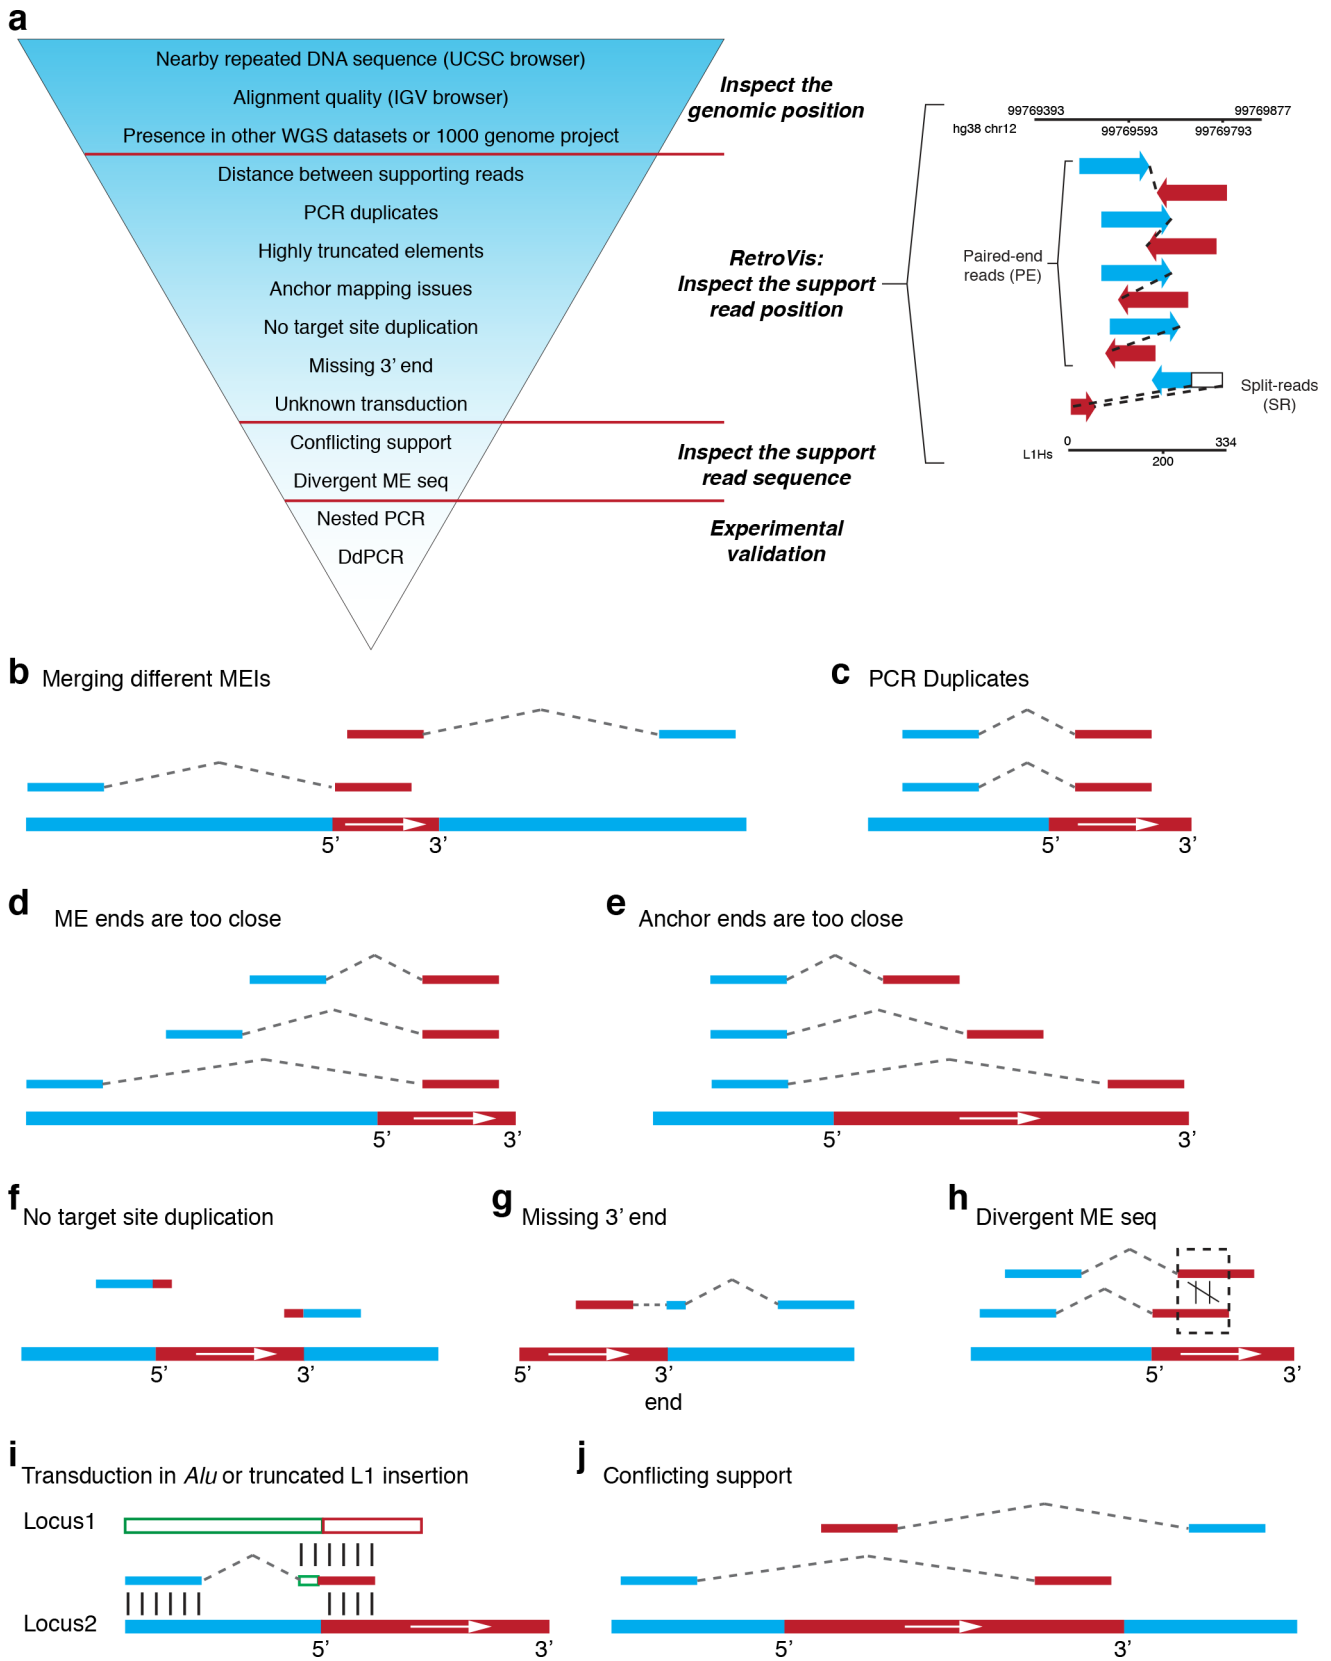 a
Nearby repeated DNA sequence (UCSC browser)
Alignment quality (IGV browser)
Presence in other WGS datasets or 1000 genome project
Distance between supporting reads
PCR duplicates
Highly truncated elements
Anchor mapping issues
No target site duplication
Missing 3’ end
Unknown transduction
Conflicting support
Divergent ME seq
Nested PCR
DdPCR
Inspect the
genomic position
RetroVis:
Inspect the support
read position
Inspect the support
read sequence
Experimental
validation
99769393
99769877
hg38 chr12
99769593
99769793
Paired-end
reads (PE)
Split-reads
(SR)
0
334
L1Hs
200
b
Merging different MEIs
5’
3’
c
PCR Duplicates
5’
3’
d
ME ends are too close
5’
3’
e
Anchor ends are too close
5’
3’
f
No target site duplication
5’
3’
g
Missing 3’ end
5’
3’
end
h
Divergent ME seq
5’
3’
i
Transduction in Alu or truncated L1 insertion
Locus1
Locus2
5’
3’
j
Conflicting support
5’
3’